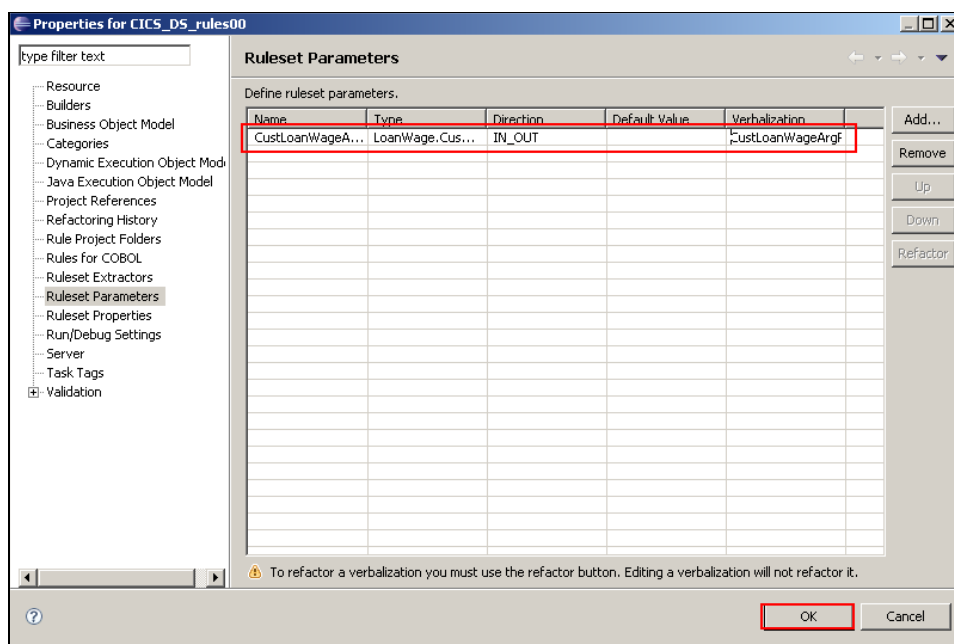 Properties for CICS_DS_rules00
type filter text
Resource
Builders
Business Object Model
Categories
Dynamic Execution Object Mod
Java Execution Object Model
Project References
Refactoring History
Rule Project Folders
Rules for COBOL
Ruleset Extractors
Ruleset Parameters
Ruleset Properties
Run/Debug Settings
Server
Task Tags
Validation
Ruleset Parameters
Define ruleset parameters.
Name Type Direction Default Value Verbalization
CustLoanWageA... LoanWage.Cus... IN_OUT CustLoanWageArgF
Add...
Remove
Up
Down
Refactor
To refactor a verbalization you must use the refactor button. Editing a verbalization will not refactor it.
OK Cancel